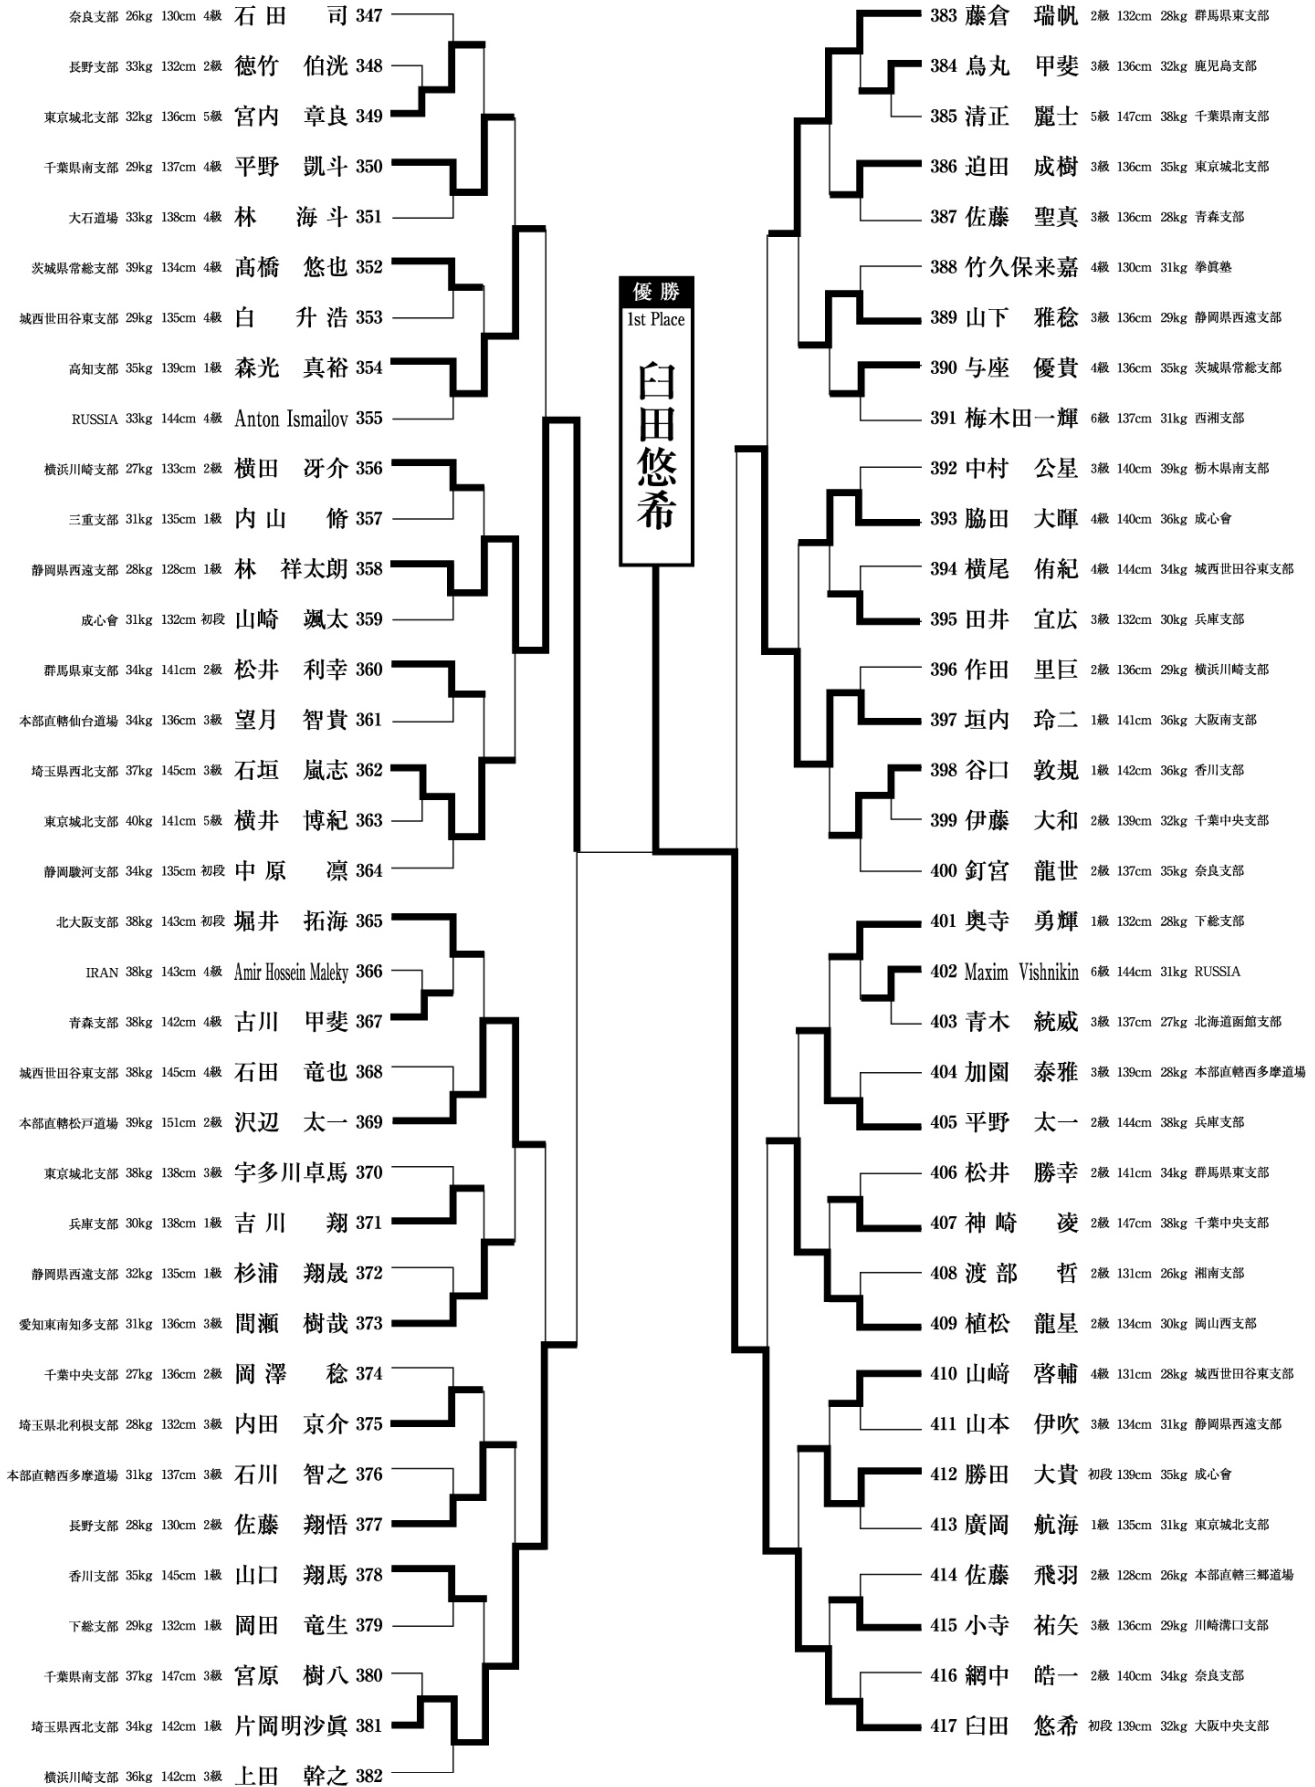 奈良支部 26kg 130cm 4級 石田 司 347
長野支部 33kg 132cm 2級 徳竹 伯洸 348
東京城北支部 32kg 136cm 5級 宮内 章良 349
千葉県南支部 29kg 137cm 4級 平野 凱斗 350
大石道場 33kg 138cm 4級 林 海斗 351
茨城県常総支部 39kg 134cm 4級 髙橋 悠也 352
城西世田谷東支部 29kg 135cm 4級 白 升浩 353
高知支部 35kg 139cm 1級 森光 真裕 354
RUSSIA 33kg 144cm 4級 Anton Ismailov 355
横浜川崎支部 27kg 133cm 2級 横田 冴介 356
三重支部 31kg 135cm 1級 内山 脩 357
静岡県西遠支部 28kg 128cm 1級 林 祥太朗 358
成心會 31kg 132cm 初段 山崎 颯太 359
群馬県東支部 34kg 141cm 2級 松井 利幸 360
本部直轄仙台道場 34kg 136cm 3級 望月 智貴 361
埼玉県西北支部 37kg 145cm 3級 石垣 嵐志 362
東京城北支部 40kg 141cm 5級 横井 博紀 363
静岡駿河支部 34kg 135cm 初段 中原 凛 364
北大阪支部 38kg 143cm 初段 堀井 拓海 365
IRAN 38kg 143cm 4級 Amir Hossein Maleky 366
青森支部 38kg 142cm 4級 古川 甲斐 367
城西世田谷東支部 38kg 145cm 4級 石田 竜也 368
本部直轄松戸道場 39kg 151cm 2級 沢辺 太一 369
東京城北支部 38kg 138cm 3級 宇多川卓馬 370
兵庫支部 30kg 138cm 1級 吉川 翔 371
静岡県西遠支部 32kg 135cm 1級 杉浦 翔晟 372
愛知東南知多支部 31kg 136cm 3級 間瀬 樹哉 373
千葉中央支部 27kg 136cm 2級 岡澤 稔 374
埼玉県北利根支部 28kg 132cm 3級 内田 京介 375
本部直轄西多摩道場 31kg 137cm 3級 石川 智之 376
長野支部 28kg 130cm 2級 佐藤 翔悟 377
香川支部 35kg 145cm 1級 山口 翔馬 378
下総支部 29kg 132cm 1級 岡田 竜生 379
千葉県南支部 37kg 147cm 3級 宮原 樹八 380
埼玉県西北支部 34kg 142cm 1級 片岡明沙眞 381
横浜川崎支部 36kg 142cm 3級 上田 幹之 382
優勝
1st Place
臼田悠希
383 藤倉 瑞帆 2級 132cm 28kg 群馬県東支部
384 鳥丸 甲斐 3級 136cm 32kg 鹿児島支部
385 清正 麗士 5級 147cm 38kg 千葉県南支部
386 迫田 成樹 3級 136cm 35kg 東京城北支部
387 佐藤 聖真 3級 136cm 28kg 青森支部
388 竹久保来嘉 4級 130cm 31kg 拳眞塾
389 山下 雅稔 3級 136cm 29kg 静岡県西遠支部
390 与座 優貴 4級 136cm 35kg 茨城県常総支部
391 梅木田一輝 6級 137cm 31kg 西湘支部
392 中村 公星 3級 140cm 39kg 栃木県南支部
393 脇田 大暉 4級 140cm 36kg 成心會
394 横尾 侑紀 4級 144cm 34kg 城西世田谷東支部
395 田井 宜広 3級 132cm 30kg 兵庫支部
396 作田 里巨 2級 136cm 29kg 横浜川崎支部
397 垣内 玲二 1級 141cm 36kg 大阪南支部
398 谷口 敦規 1級 142cm 36kg 香川支部
399 伊藤 大和 2級 139cm 32kg 千葉中央支部
400 釘宮 龍世 2級 137cm 35kg 奈良支部
401 奥寺 勇輝 1級 132cm 28kg 下総支部
402 Maxim Vishnikin 6級 144cm 31kg RUSSIA
403 青木 統威 3級 137cm 27kg 北海道函館支部
404 加園 泰雅 3級 139cm 28kg 本部直轄西多摩道場
405 平野 太一 2級 144cm 38kg 兵庫支部
406 松井 勝幸 2級 141cm 34kg 群馬県東支部
407 神崎 凌 2級 147cm 38kg 千葉中央支部
408 渡部 哲 2級 131cm 26kg 湘南支部
409 植松 龍星 2級 134cm 30kg 岡山西支部
410 山﨑 啓輔 4級 131cm 28kg 城西世田谷東支部
411 山本 伊吹 3級 134cm 31kg 静岡県西遠支部
412 勝田 大貴 初段 139cm 35kg 成心會
413 廣岡 航海 1級 135cm 31kg 東京城北支部
414 佐藤 飛羽 2級 128cm 26kg 本部直轄三郷道場
415 小寺 祐矢 3級 136cm 29kg 川崎溝口支部
416 網中 皓一 2級 140cm 34kg 奈良支部
417 臼田 悠希 初段 139cm 32kg 大阪中央支部